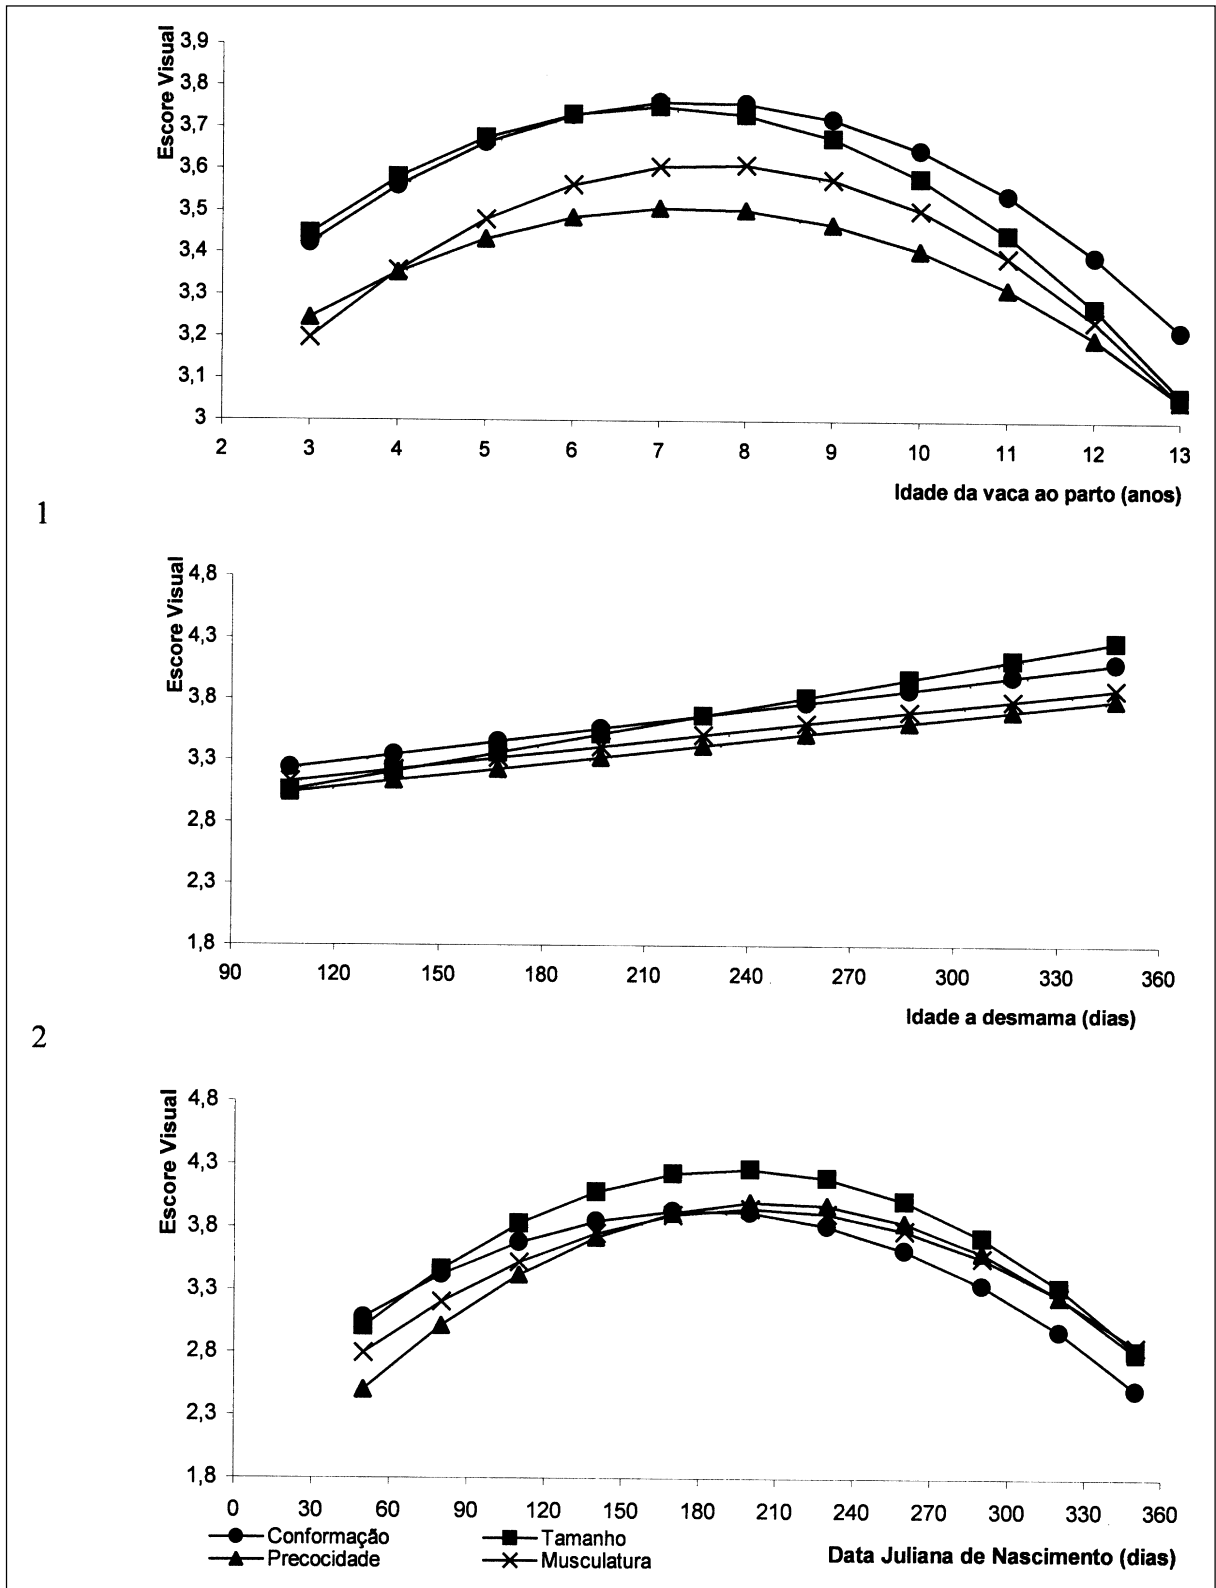 Escore Visual
3,9
3,8
3,7
3,6
3,5
3,4
3,3
3,2
3,1
3
2 3 4 5 6 7 8 9 10 11 12 13
Idade da vaca ao parto (anos)
1
Escore Visual
4,8
4,3
3,8
3,3
2,8
2,3
1,8
90 120 150 180 210 240 270 300 330 360
Idade a desmama (dias)
2
Escore Visual
4,8
4,3
3,8
3,3
2,8
2,3
1,8
0 30 60 90 120 150 180 210 240 270 300 330 360
Conformação Tamanho
Precocidade Musculatura
Data Juliana de Nascimento (dias)